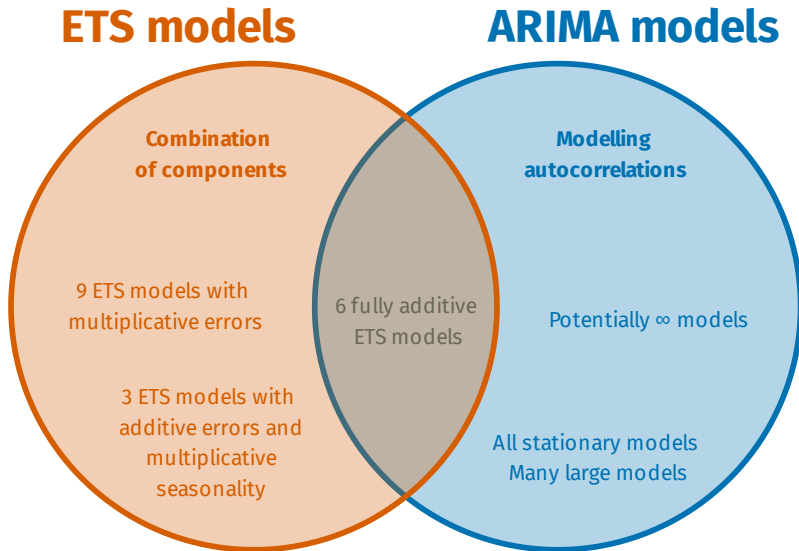 ETS models
ARIMA models
Combination
of components
Modelling
autocorrelations
9 ETS models with
multiplicative errors
6 fully additive
ETS models
Potentially ∞ models
3 ETS models with
additive errors and
multiplicative
seasonality
All stationary models
Many large models